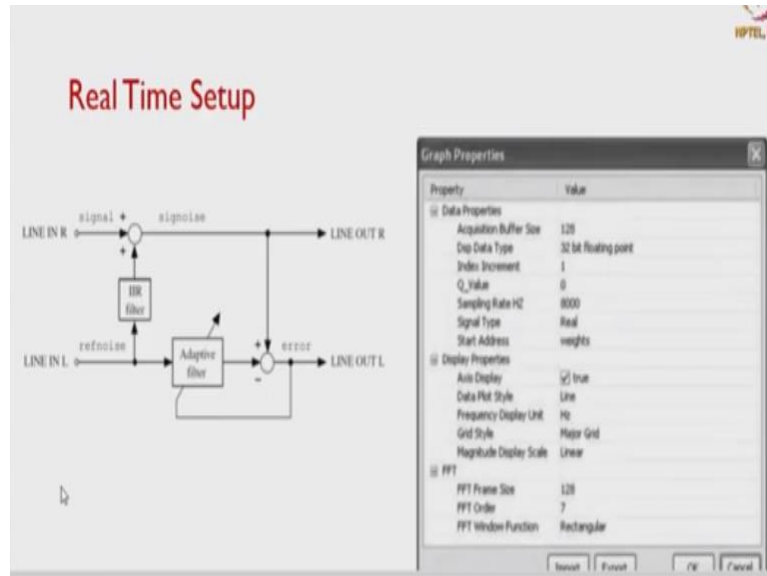 NPTEL
Real Time Setup
signal + signoise
LINE IN R
LINE OUT R
+
IIR
filter
refnoise
+ error
LINE IN L
Adaptive
filter
LINE OUT L
−
Graph Properties
Property Value
Data Properties
Acquisition Buffer Size 128
Dsp Data Type 32 bit floating point
Index Increment 1
Q_Value 0
Sampling Rate HZ 8000
Signal Type Real
Start Address weights
Display Properties
Axis Display true
Data Plot Style Line
Frequency Display Unit Hz
Grid Style Major Grid
Magnitude Display Scale Linear
FFT
FFT Frame Size 128
FFT Order 7
FFT Window Function Rectangular
Import Export OK Cancel